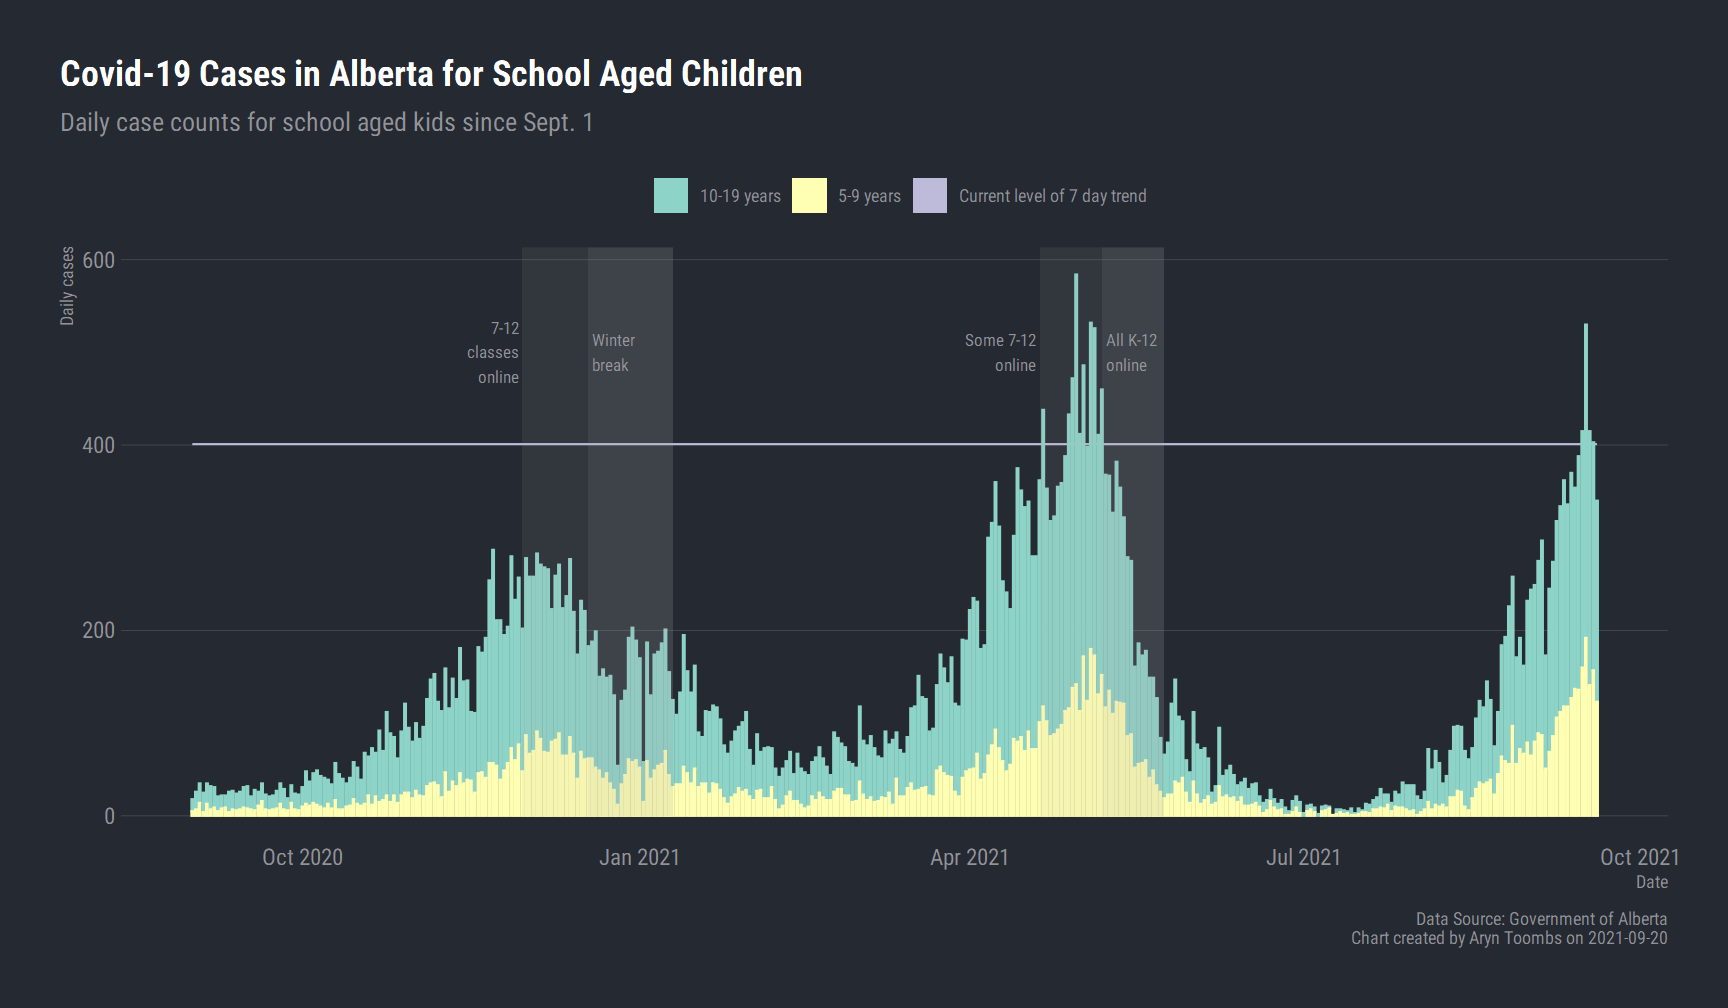 Covid-19 Cases in Alberta for School Aged Children
Daily case counts for school aged kids since Sept. 1
10-19 years
5-9 years
Current level of 7 day trend
Daily cases
600
400
200
0
7-12
classes
online
Winter
break
Some 7-12
online
All K-12
online
Oct 2020
Jan 2021
Apr 2021
Jul 2021
Oct 2021
Date
Data Source: Government of Alberta
Chart created by Aryn Toombs on 2021-09-20